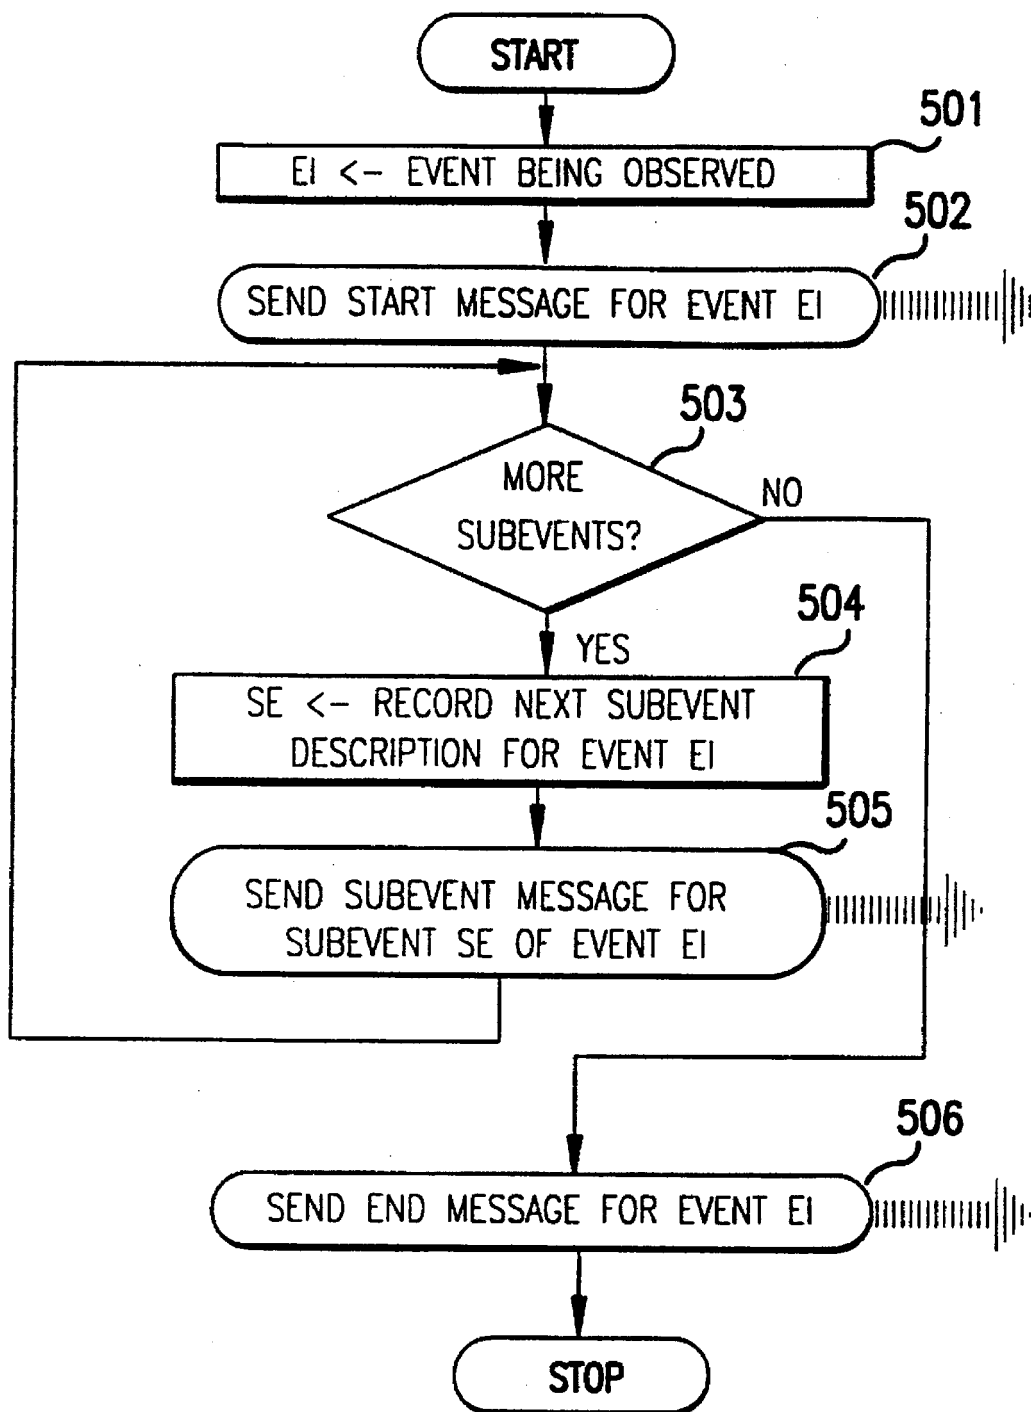 START
501
EI <- EVENT BEING OBSERVED
502
SEND START MESSAGE FOR EVENT EI
503
MORE
SUBEVENTS?
NO
YES
504
SE <- RECORD NEXT SUBEVENT
DESCRIPTION FOR EVENT EI
505
SEND SUBEVENT MESSAGE FOR
SUBEVENT SE OF EVENT EI
506
SEND END MESSAGE FOR EVENT EI
STOP